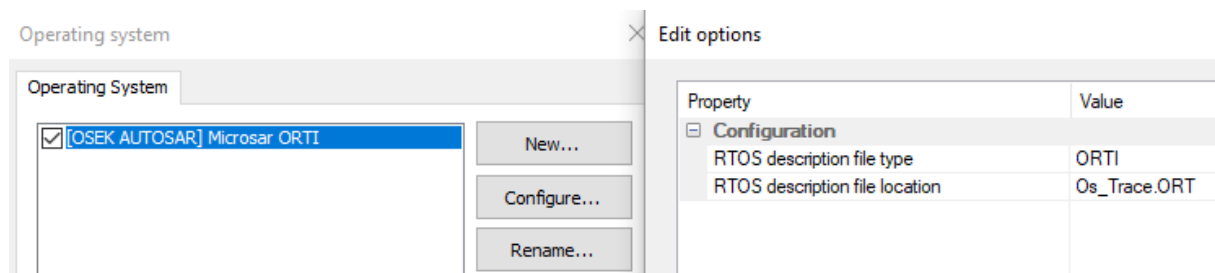 Operating system
Operating System
[OSEK AUTOSAR] Microsar ORTI
New...
Configure...
Rename...
Edit options
Property Value
Configuration
RTOS description file type ORTI
RTOS description file location Os_Trace.ORT